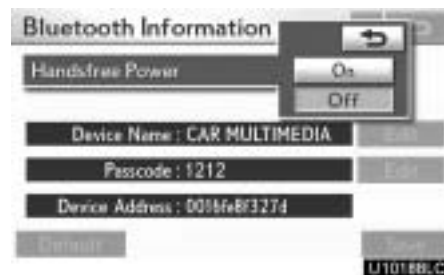 Bluetooth Information
Handsfree Power
On
Off
Device Name : CAR MULTIMEDIA
Edit
Passcode : 1212
Edit
Device Address : 0016fe8f327d
Default
Save